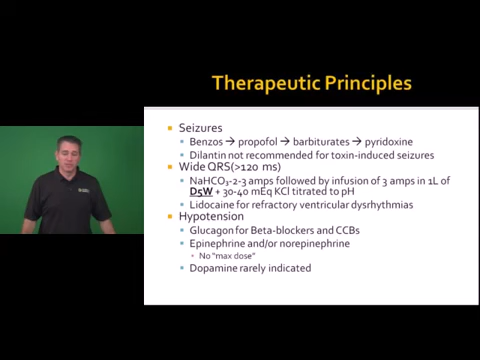 Therapeutic Principles
Seizures
Benzos → propofol → barbiturates → pyridoxine
Dilantin not recommended for toxin-induced seizures
Wide QRS(>120 ms)
NaHCO₃-2-3 amps followed by infusion of 3 amps in 1L of
D5W + 30-40 mEq KCl titrated to pH
Lidocaine for refractory ventricular dysrhythmias
Hypotension
Glucagon for Beta-blockers and CCBs
Epinephrine and/or norepinephrine
No "max dose"
Dopamine rarely indicated